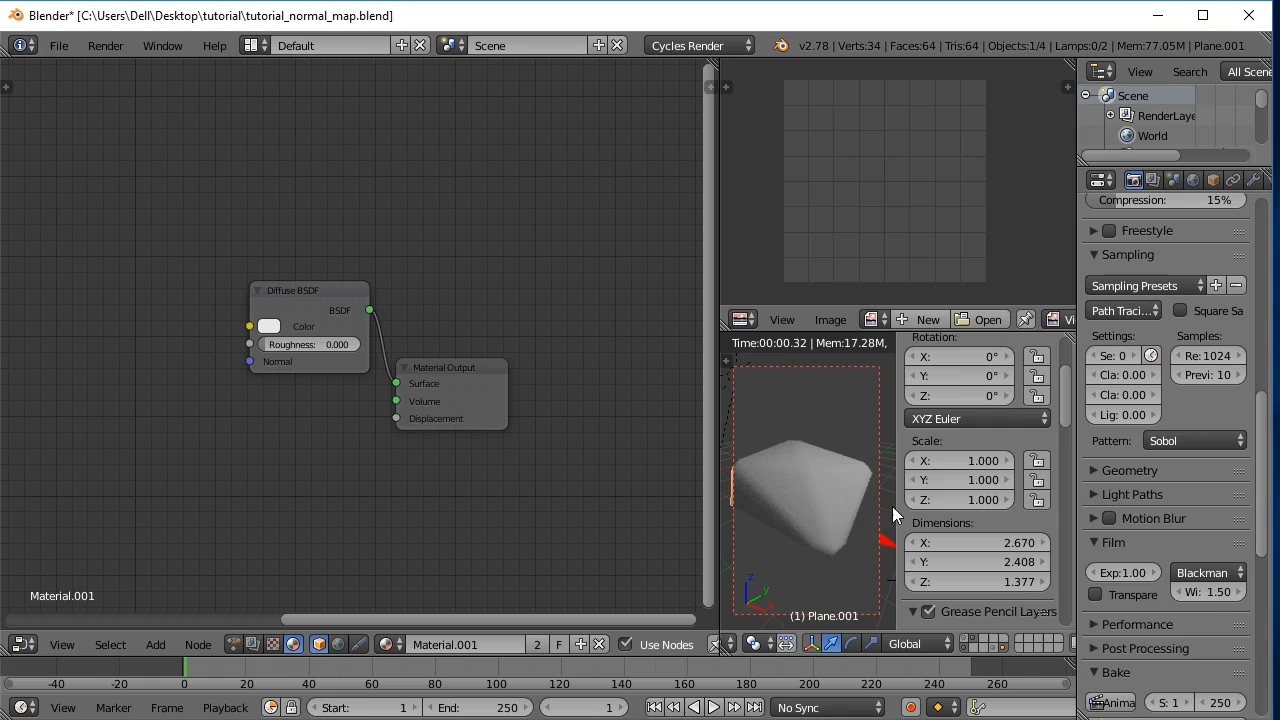 Blender* [C:\Users\Dell\Desktop\tutorial\tutorial_normal_map.blend]
File Render Window Help Default Scene Cycles Render v2.78 | Verts:34 | Faces:64 | Tris:64 | Objects:1/4 | Lamps:0/2 | Mem:77.05M | Plane.001
View Search All Scene
Scene
RenderLaye
World
Compression: 15%
Freestyle
Sampling
Sampling Presets
Path Traci... Square Sa
Settings: Samples:
Se: 0 Re:1024
Cla: 0.00 Previ: 10
Cla: 0.00
Lig: 0.00
Pattern: Sobol
Geometry
Light Paths
Motion Blur
Film
Exp:1.00 Blackman
Transpare Wi: 1.50
Performance
Post Processing
Bake
Anima S: 1 250
Diffuse BSDF
BSDF
Color
Roughness: 0.000
Normal
Material Output
Surface
Volume
Displacement
Material.001
View Select Add Node Material.001 2 F Use Nodes
View Image New Open Vi
Time:00:00.32 | Mem:17.28M,
(1) Plane.001
z
y
Rotation:
X: 0°
Y: 0°
Z: 0°
XYZ Euler
Scale:
X: 1.000
Y: 1.000
Z: 1.000
Dimensions:
X: 2.670
Y: 2.408
Z: 1.377
Grease Pencil Layers
Global
-40 -20 0 20 40 60 80 100 120 140 160 180 200 220 240 260
View Marker Frame Playback Start: 1 End: 250 1 No Sync